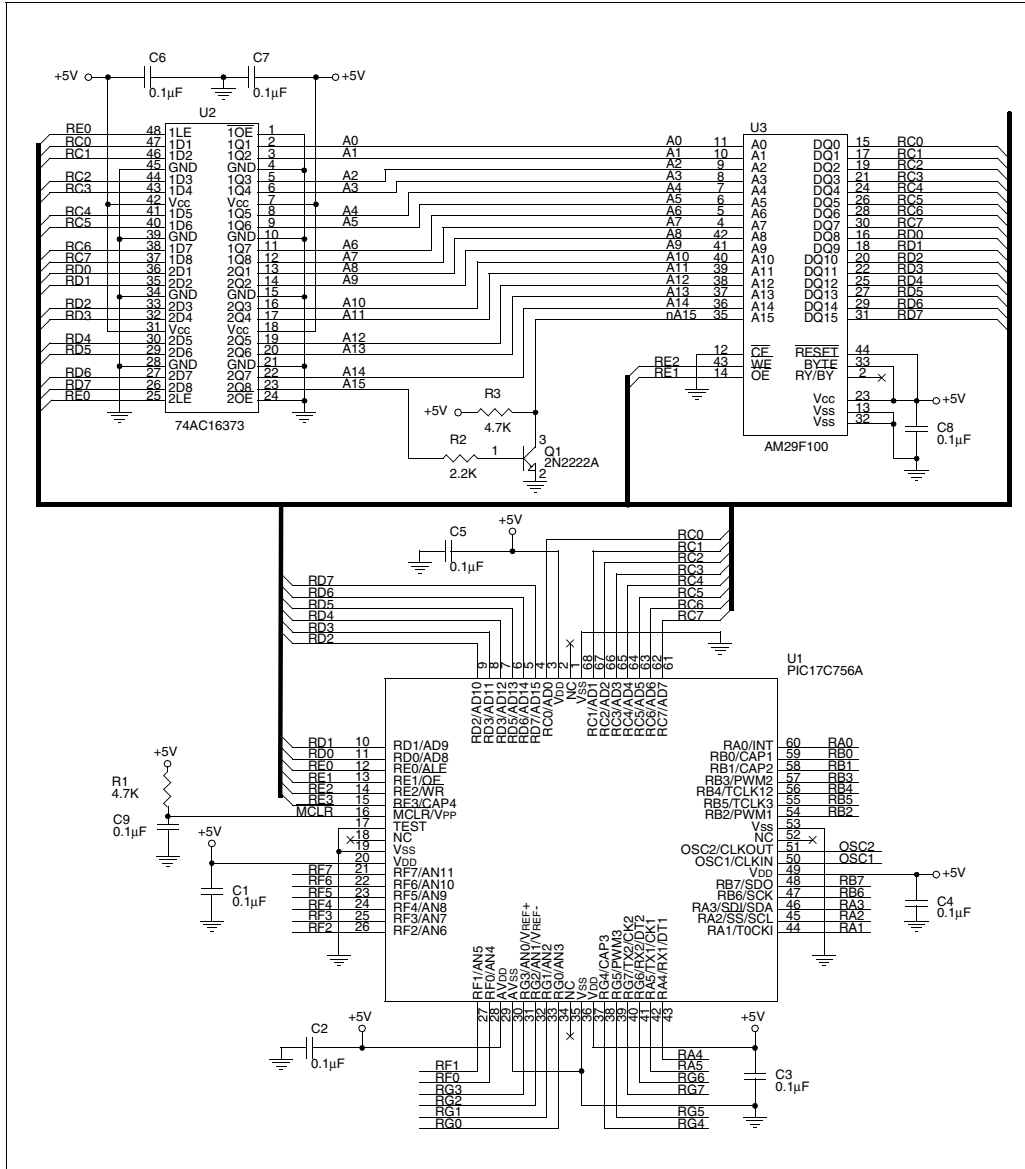 C6 C7
+5V +5V
0.1µF 0.1µF
U2
RE0 48 1LE 1OE 1
RC0 47 1D1 1Q1 2 A0
RC1 46 1D2 1Q2 3 A1
45 GND GND 4
RC2 44 1D3 1Q3 5 A2
RC3 43 1D4 1Q4 6 A3
42 Vcc Vcc 7
RC4 41 1D5 1Q5 8 A4
RC5 40 1D6 1Q6 9 A5
39 GND GND 10
RC6 38 1D7 1Q7 11 A6
RC7 37 1D8 1Q8 12 A7
RD0 36 2D1 2Q1 13 A8
RD1 35 2D2 2Q2 14 A9
34 GND GND 15
RD2 33 2D3 2Q3 16 A10
RD3 32 2D4 2Q4 17 A11
31 Vcc Vcc 18
RD4 30 2D5 2Q5 19 A12
RD5 29 2D6 2Q6 20 A13
28 GND GND 21
RD6 27 2D7 2Q7 22 A14
RD7 26 2D8 2Q8 23 A15
RE0 25 2LE 2OE 24
74AC16373
U3
A0 11 A0 DQ0 15 RC0
A1 10 A1 DQ1 17 RC1
A2 9 A2 DQ2 19 RC2
A3 8 A3 DQ3 21 RC3
A4 7 A4 DQ4 24 RC4
A5 6 A5 DQ5 26 RC5
A6 5 A6 DQ6 28 RC6
A7 4 A7 DQ7 30 RC7
A8 42 A8 DQ8 16 RD0
A9 41 A9 DQ9 18 RD1
A10 40 A10 DQ10 20 RD2
A11 39 A11 DQ11 22 RD3
A12 38 A12 DQ12 25 RD4
A13 37 A13 DQ13 27 RD5
A14 36 A14 DQ14 29 RD6
nA15 35 A15 DQ15 31 RD7
12 CE RESET 44
RE2 43 WE BYTE 33
RE1 14 OE RY/BY 2
Vcc 23 +5V
Vss 13
Vss 32
C8
0.1µF
AM29F100
R3
+5V
4.7K
R2
2.2K
1 3 2
Q1
2N2222A
+5V
C5
0.1µF
RC0
RC1
RC2
RC3
RC4
RC5
RC6
RC7
RD7
RD6
RD5
RD4
RD3
RD2
U1
PIC17C756A
9 8 7 6 5 4 3 2 1 68 67 66 65 64 63 62 61
RD2/AD10
RD3/AD11
RD3/AD12
RD5/AD13
RD6/AD14
RD7/AD15
RC0/AD0
VDD
NC
VSS
RC1/AD1
RC2/AD2
RC3/AD3
RC4/AD4
RC5/AD5
RC6/AD6
RC7/AD7
RD1 10 RD1/AD9
RD0 11 RD0/AD8
RE0 12 RE0/ALE
RE1 13 RE1/OE
RE2 14 RE2/WR
RE3 15 RE3/CAP4
MCLR 16 MCLR/VPP
17 TEST
18 NC
19 VSS
20 VDD
RF7 21 RF7/AN11
RF6 22 RF6/AN10
RF5 23 RF5/AN9
RF4 24 RF4/AN8
RF3 25 RF3/AN7
RF2 26 RF2/AN6
+5V
R1
4.7K
C9
0.1µF
+5V
C1
0.1µF
RA0/INT 60 RA0
RB0/CAP1 59 RB0
RB1/CAP2 58 RB1
RB3/PWM2 57 RB3
RB4/TCLK12 56 RB4
RB5/TCLK3 55 RB5
RB2/PWM1 54 RB2
VSS 53
NC 52
OSC2/CLKOUT 51 OSC2
OSC1/CLKIN 50 OSC1
VDD 49
RB7/SDO 48 RB7
RB6/SCK 47 RB6
RA3/SDI/SDA 46 RA3
RA2/SS/SCL 45 RA2
RA1/T0CKI 44 RA1
+5V
C4
0.1µF
RF1/AN5
RF0/AN4
AVDD
AVSS
RG3/AN0/VREF+
RG2/AN1/VREF-
RG1/AN2
RG0/AN3
NC
VSS
VDD
RG4/CAP3
RG5/PWM3
RG7/TX2/CK2
RG6/RX2/DT2
RA5/TX1/CK1
RA4/RX1/DT1
27 28 29 30 31 32 33 34 35 36 37 38 39 40 41 42 43
+5V
C2
0.1µF
RF1
RF0
RG3
RG2
RG1
RG0
RA4
RA5
RG6
RG7
RG5
RG4
+5V
C3
0.1µF